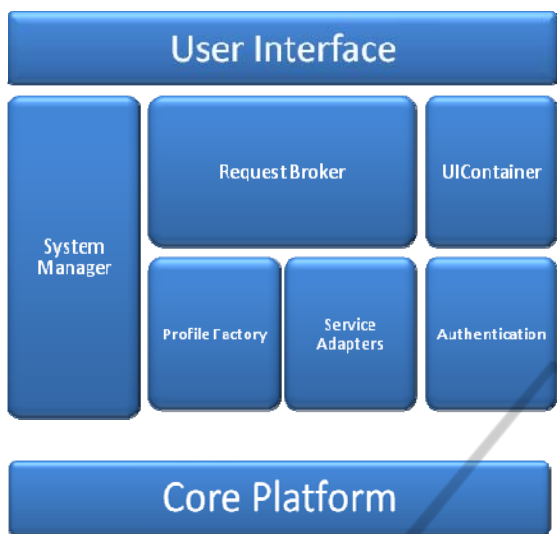 User Interface
Request Broker
UIContainer
System
Manager
Profile Factory
Service
Adapters
Authentication
Core Platform